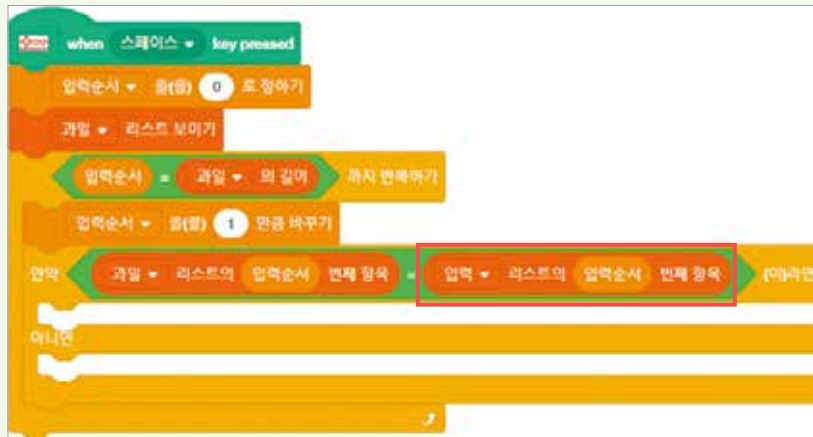 when 스페이스 key pressed
입력순서 을(를) 0 로 정하기
과일 리스트 보이기
입력순서 = 과일 의 길이 까지 반복하기
입력순서 을(를) 1 만큼 바꾸기
만약 과일 리스트의 입력순서 번째 항목 = 입력 리스트의 입력순서 번째 항목 (이)라면
아니면